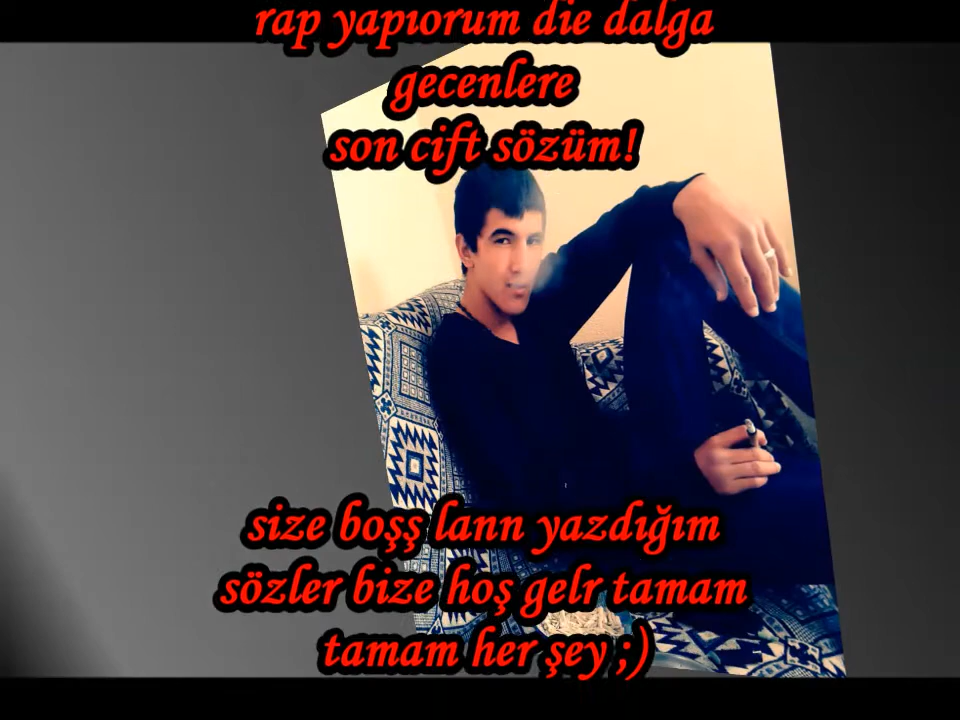 rap yapıorum die dalga
gecenlere
son cift sözüm!
size boşş lann yazdığım
sözler bize hoş gelr tamam
tamam her şey ;)